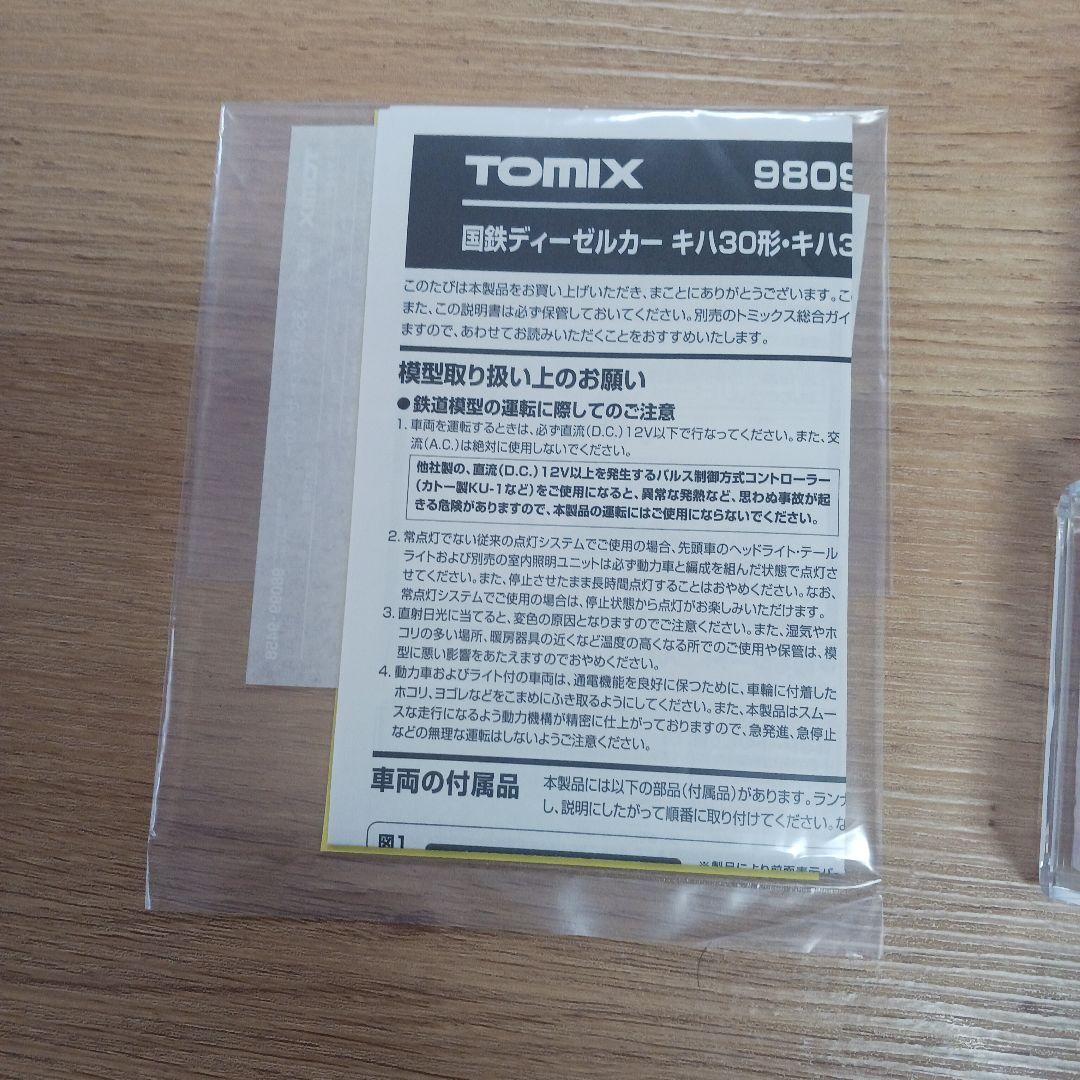 TOMIX 9809
国鉄ディーゼルカー キハ30形・キハ3
このたびは本製品をお買い上げいただき、まことにありがとうございます。こ
また、この説明書は必ず保管しておいてください。別売のトミックス総合ガイ
ますので、あわせてお読みいただくことをおすすめいたします。
模型取り扱い上のお願い
●鉄道模型の運転に際してのご注意
1. 車両を運転するときは、必ず直流(D.C.)12V以下で行なってください。また、交
流(A.C.)は絶対に使用しないでください。
他社製の、直流(D.C.)12V以上を発生するパルス制御方式コントローラー
(カトー製KU-1など)をご使用になると、異常な発熱など、思わぬ事故が起
きる危険がありますので、本製品の運転にはご使用にならないでください。
2. 常点灯でない従来の点灯システムでご使用の場合、先頭車のヘッドライト・テール
ライトおよび別売の室内照明ユニットは必ず動力車と編成を組んだ状態で点灯さ
せてください。また、停止させたまま長時間点灯することはおやめください。なお、
常点灯システムでご使用の場合は、停止状態から点灯がお楽しみいただけます。
3. 直射日光に当てると、変色の原因となりますのでご注意ください。また、湿気やホ
コリの多い場所、暖房器具の近くなど温度の高くなる所でのご使用や保管は、模
型に悪い影響をあたえますのでおやめください。
4. 動力車およびライト付の車両は、通電機能を良好に保つために、車輪に付着した
ホコリ、ヨゴレなどをこまめにふき取るようにしてください。また、本製品はスムー
スな走行になるよう動力機構が精密に仕上がっておりますので、急発進、急停止
などの無理な運転はしないようご注意ください。
車両の付属品
本製品には以下の部品(付属品)があります。ランナ
し、説明にしたがって順番に取り付けてください。な
図1